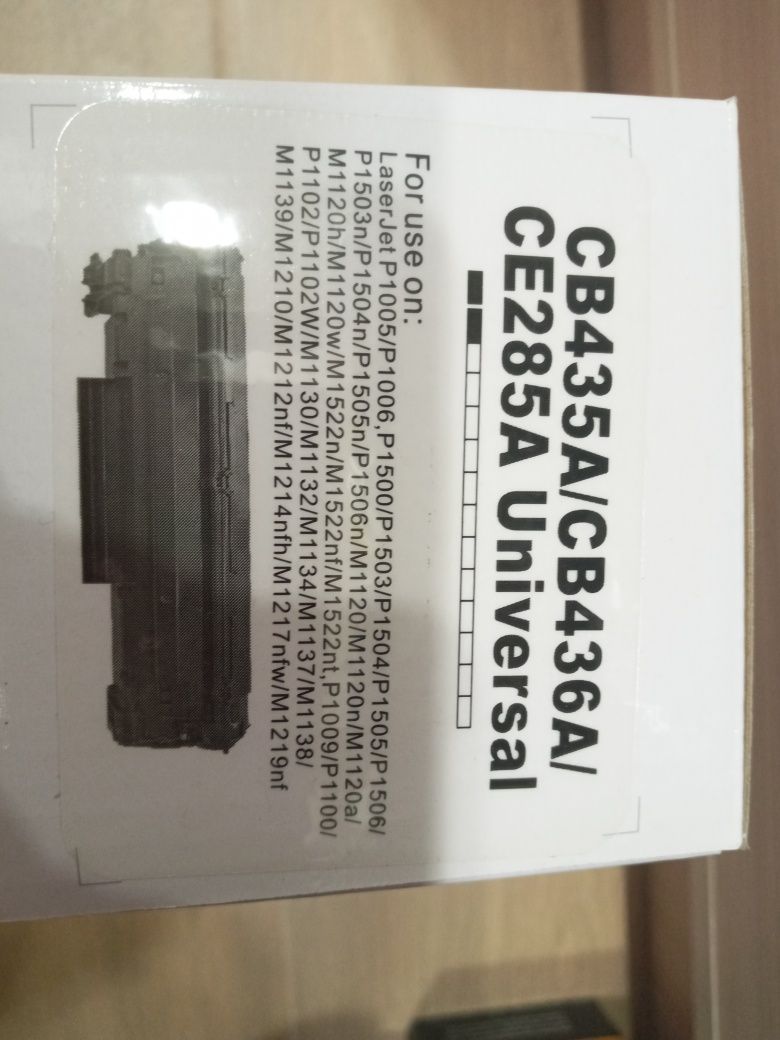 CB435A/CB436A/
CE285A Universal
For use on:
LaserJet P1005/P1006,P1500/P1503/P1504/P1505/P1506/
P1503n/P1504n/P1505n/P1506n/M1120/M1120n/M1120a/
M1120h/M1120w/M1522n/M1522nf/M1522nt,P1009/P1100/
P1102/P1102W/M1130/M1132/M1134/M1137/M1138/
M1139/M1210/M1212nf/M1214nfh/M1217nfw/M1219nf